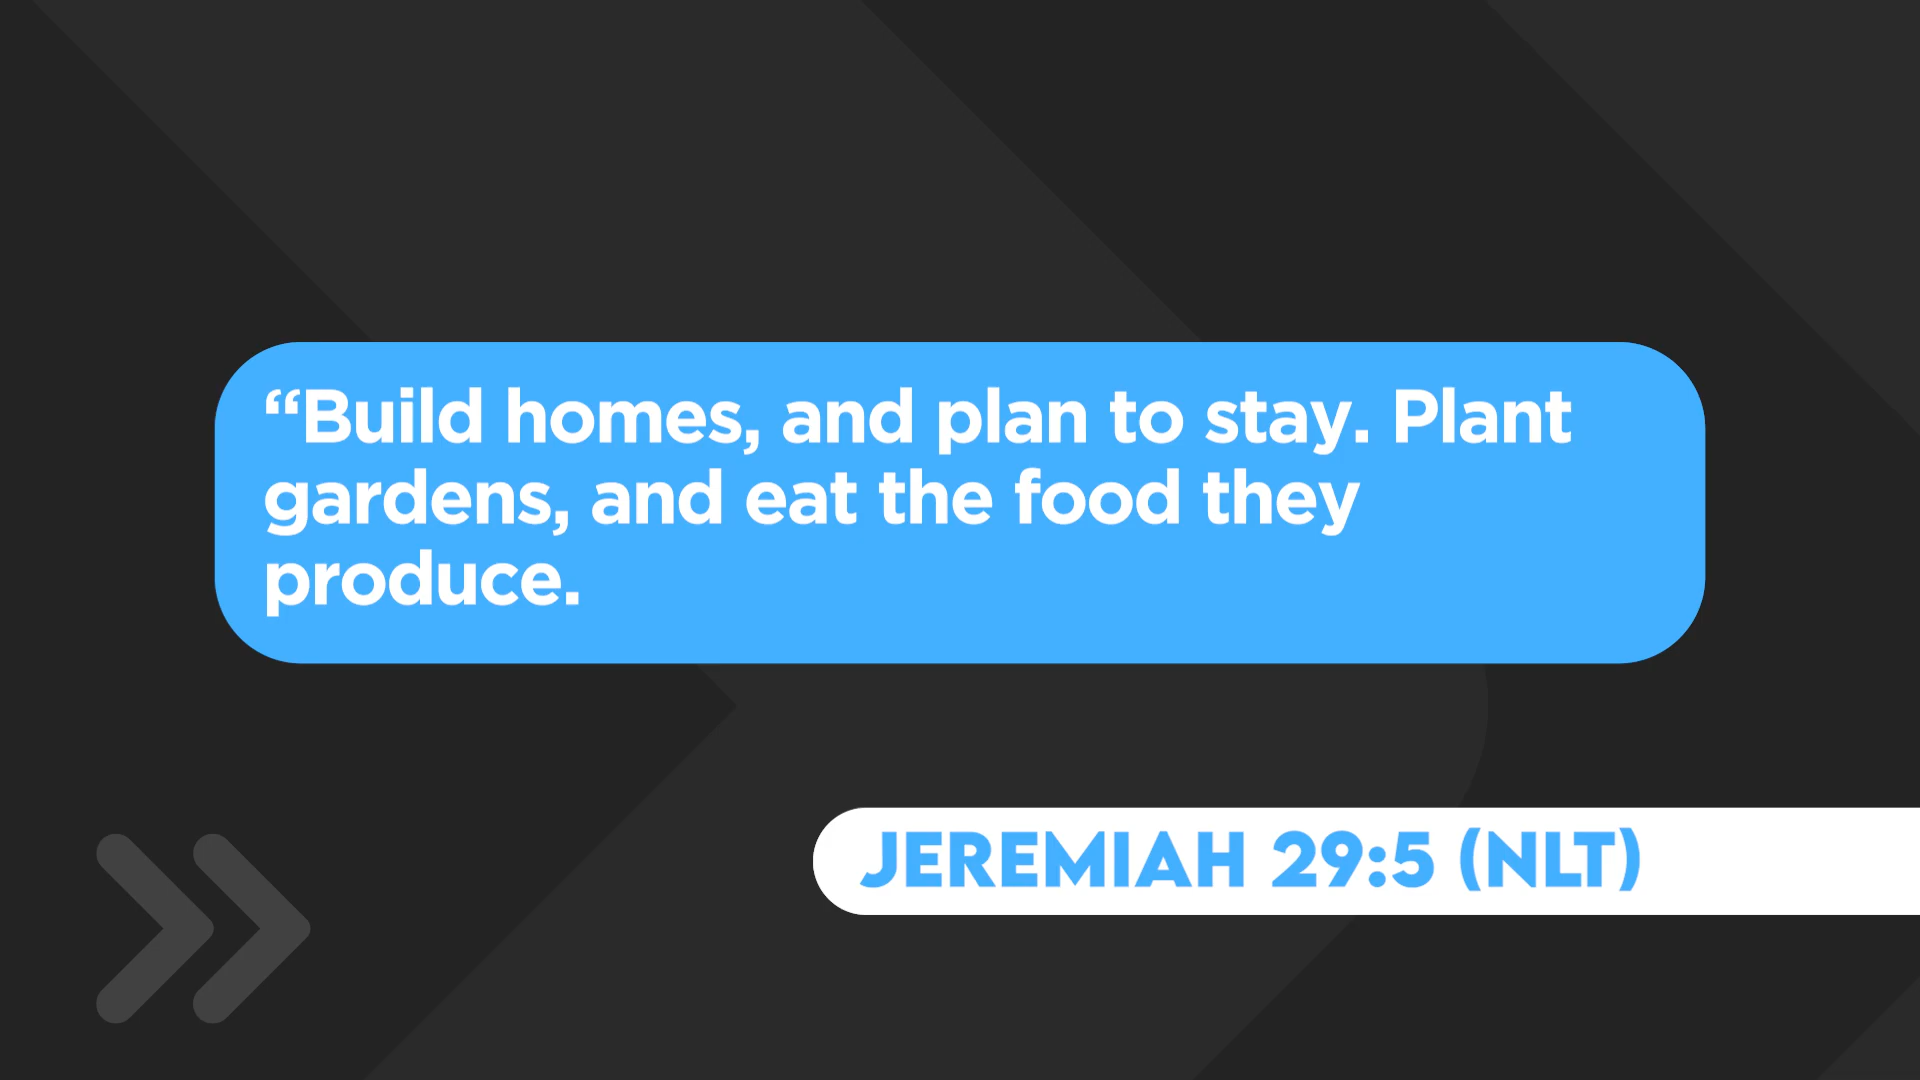 “Build homes, and plan to stay. Plant
gardens, and eat the food they
produce.
JEREMIAH 29:5 (NLT)